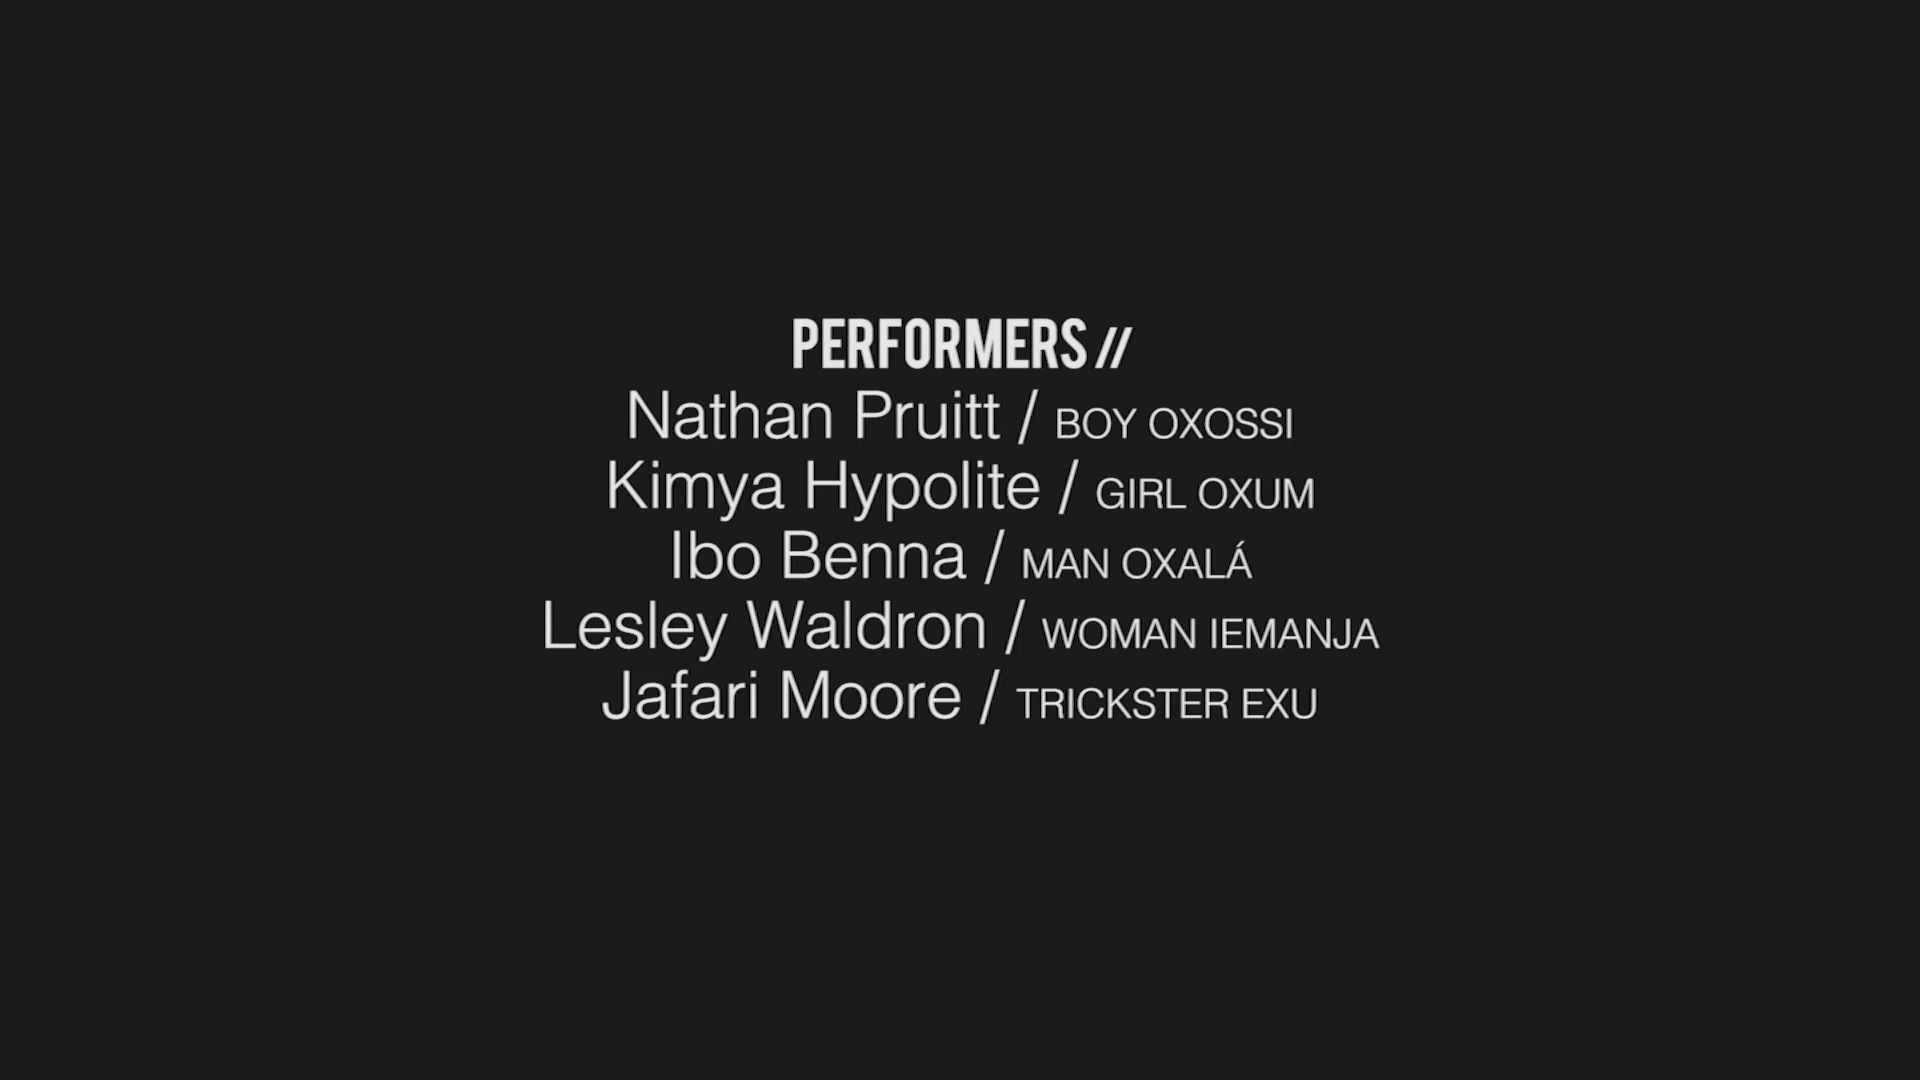 PERFORMERS //
Nathan Pruitt / BOY OXOSSI
Kimya Hypolite / GIRL OXUM
Ibo Benna / MAN OXALÁ
Lesley Waldron / WOMAN IEMANJA
Jafari Moore / TRICKSTER EXU